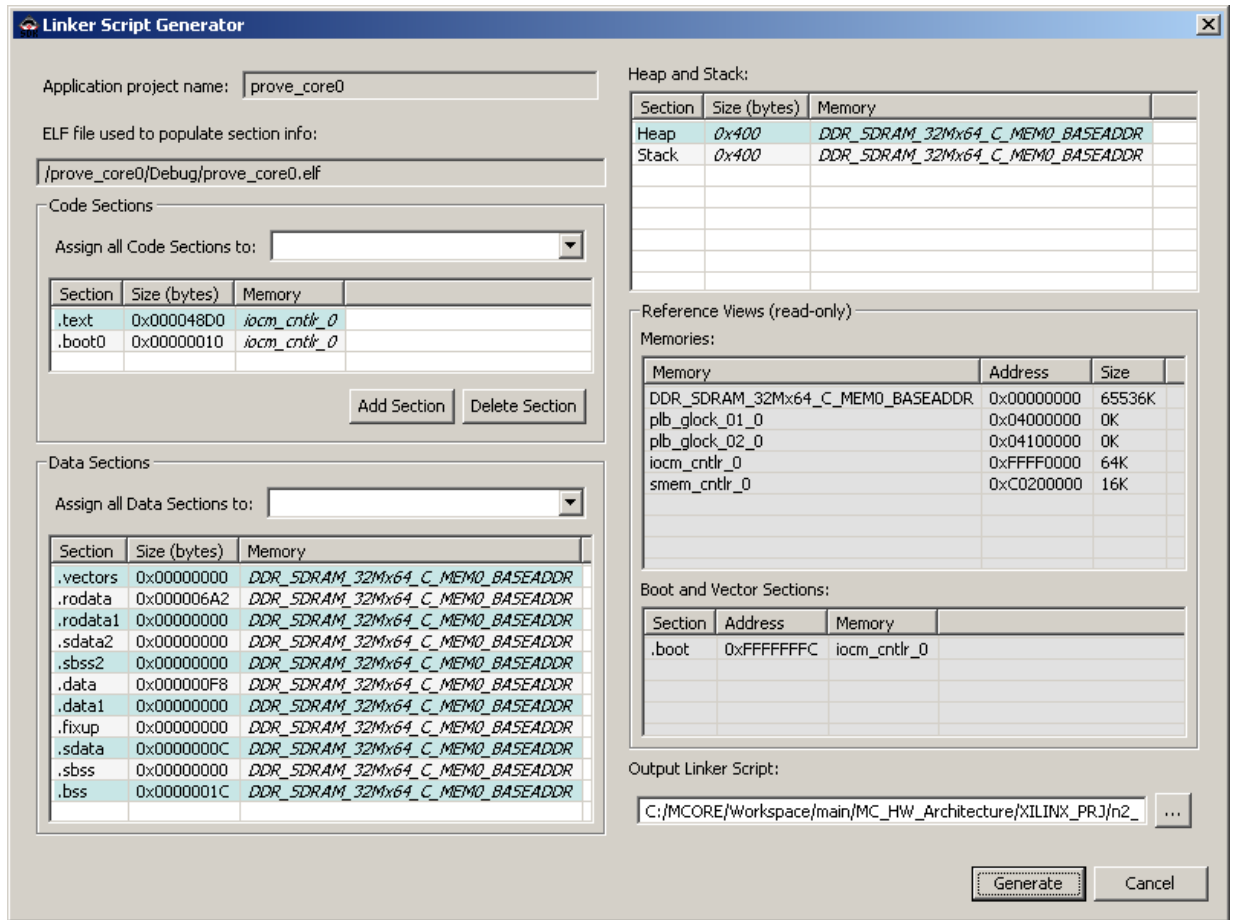 Linker Script Generator
Application project name: prove_core0
ELF file used to populate section info:
/prove_core0/Debug/prove_core0.elf
Code Sections
Assign all Code Sections to:
Section Size (bytes) Memory
.text 0x000048D0 iocm_cntlr_0
.boot0 0x00000010 iocm_cntlr_0
Add Section Delete Section
Data Sections
Assign all Data Sections to:
Section Size (bytes) Memory
.vectors 0x00000000 DDR_SDRAM_32Mx64_C_MEM0_BASEADDR
.rodata 0x000006A2 DDR_SDRAM_32Mx64_C_MEM0_BASEADDR
.rodata1 0x00000000 DDR_SDRAM_32Mx64_C_MEM0_BASEADDR
.sdata2 0x00000000 DDR_SDRAM_32Mx64_C_MEM0_BASEADDR
.sbss2 0x00000000 DDR_SDRAM_32Mx64_C_MEM0_BASEADDR
.data 0x000000F8 DDR_SDRAM_32Mx64_C_MEM0_BASEADDR
.data1 0x00000000 DDR_SDRAM_32Mx64_C_MEM0_BASEADDR
.fixup 0x00000000 DDR_SDRAM_32Mx64_C_MEM0_BASEADDR
.sdata 0x0000000C DDR_SDRAM_32Mx64_C_MEM0_BASEADDR
.sbss 0x00000000 DDR_SDRAM_32Mx64_C_MEM0_BASEADDR
.bss 0x0000001C DDR_SDRAM_32Mx64_C_MEM0_BASEADDR
Heap and Stack:
Section Size (bytes) Memory
Heap 0x400 DDR_SDRAM_32Mx64_C_MEM0_BASEADDR
Stack 0x400 DDR_SDRAM_32Mx64_C_MEM0_BASEADDR
Reference Views (read-only)
Memories:
Memory Address Size
DDR_SDRAM_32Mx64_C_MEM0_BASEADDR 0x00000000 65536K
plb_glock_01_0 0x04000000 0K
plb_glock_02_0 0x04100000 0K
iocm_cntlr_0 0xFFFF0000 64K
smem_cntlr_0 0xC0200000 16K
Boot and Vector Sections:
Section Address Memory
.boot 0xFFFFFFFC iocm_cntlr_0
Output Linker Script:
C:/MCORE/Workspace/main/MC_HW_Architecture/XILINX_PRJ/n2_ ...
Generate Cancel